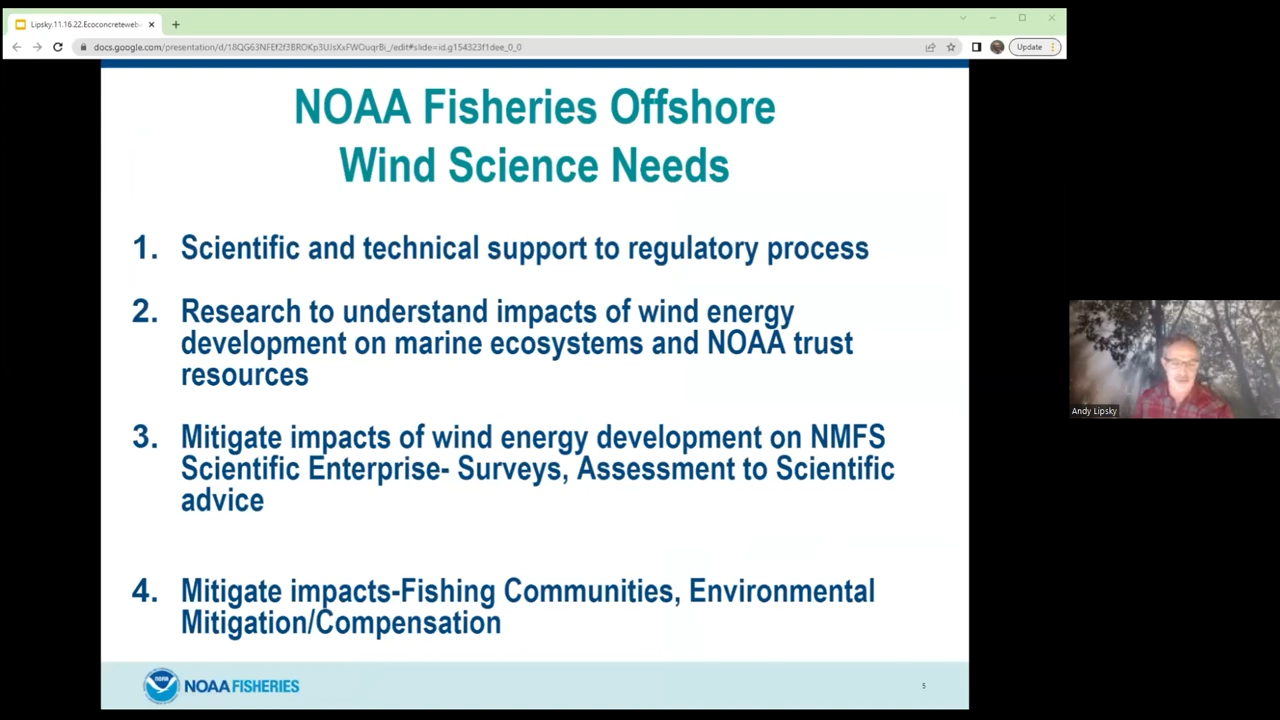 Lipsky.11.16.22.Ecoconcreteweb
docs.google.com/presentation/d/18QG63NFEf2f3BROKp3UJsXxFWOuqrBi_/edit#slide=id.g154323f1dee_0_0
Update
NOAA Fisheries Offshore
Wind Science Needs
1. Scientific and technical support to regulatory process
2. Research to understand impacts of wind energy
development on marine ecosystems and NOAA trust
resources
3. Mitigate impacts of wind energy development on NMFS
Scientific Enterprise- Surveys, Assessment to Scientific
advice
4. Mitigate impacts-Fishing Communities, Environmental
Mitigation/Compensation
NOAA
NOAA FISHERIES
5
Andy Lipsky